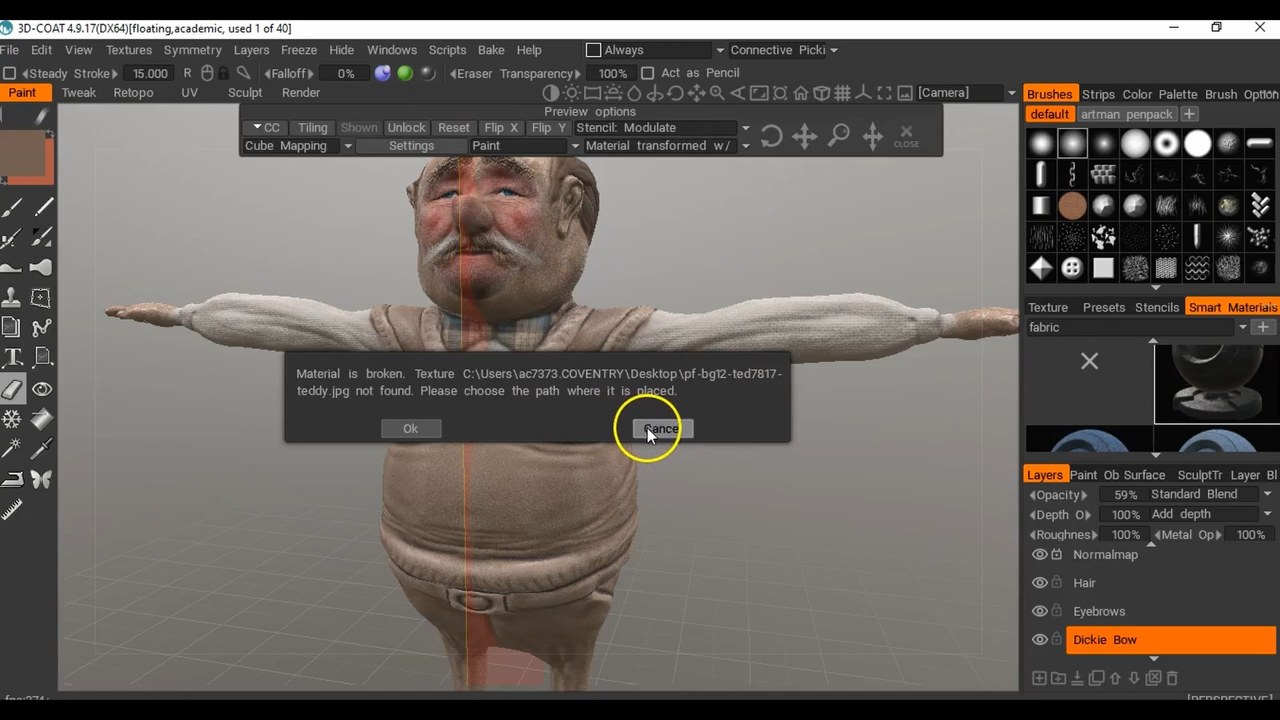 3D-COAT 4.9.17(DX64)[floating,academic, used 1 of 40]
File Edit View Textures Symmetry Layers Freeze Hide Windows Scripts Bake Help Always Connective Picki
Steady Stroke 15.000 R Falloff 0% Eraser Transparency 100% Act as Pencil
Paint Tweak Retopo UV Sculpt Render [Camera]
Preview options
CC Tiling Shown Unlock Reset Flip X Flip Y Stencil: Modulate
Cube Mapping Settings Paint Material transformed w/
CLOSE
Brushes Strips Color Palette Brush Option
default artman penpack
Texture Presets Stencils Smart Materials
fabric
Material is broken. Texture C:\Users\ac7373.COVENTRY\Desktop\pf-bg12-ted7817-
teddy.jpg not found. Please choose the path where it is placed.
Ok Cance
Layers Paint Ob Surface SculptTr Layer Bl
Opacity 59% Standard Blend
Depth O 100% Add depth
Roughness 100% Metal Op 100%
Normalmap
Hair
Eyebrows
Dickie Bow
[PERSPECTIVE]